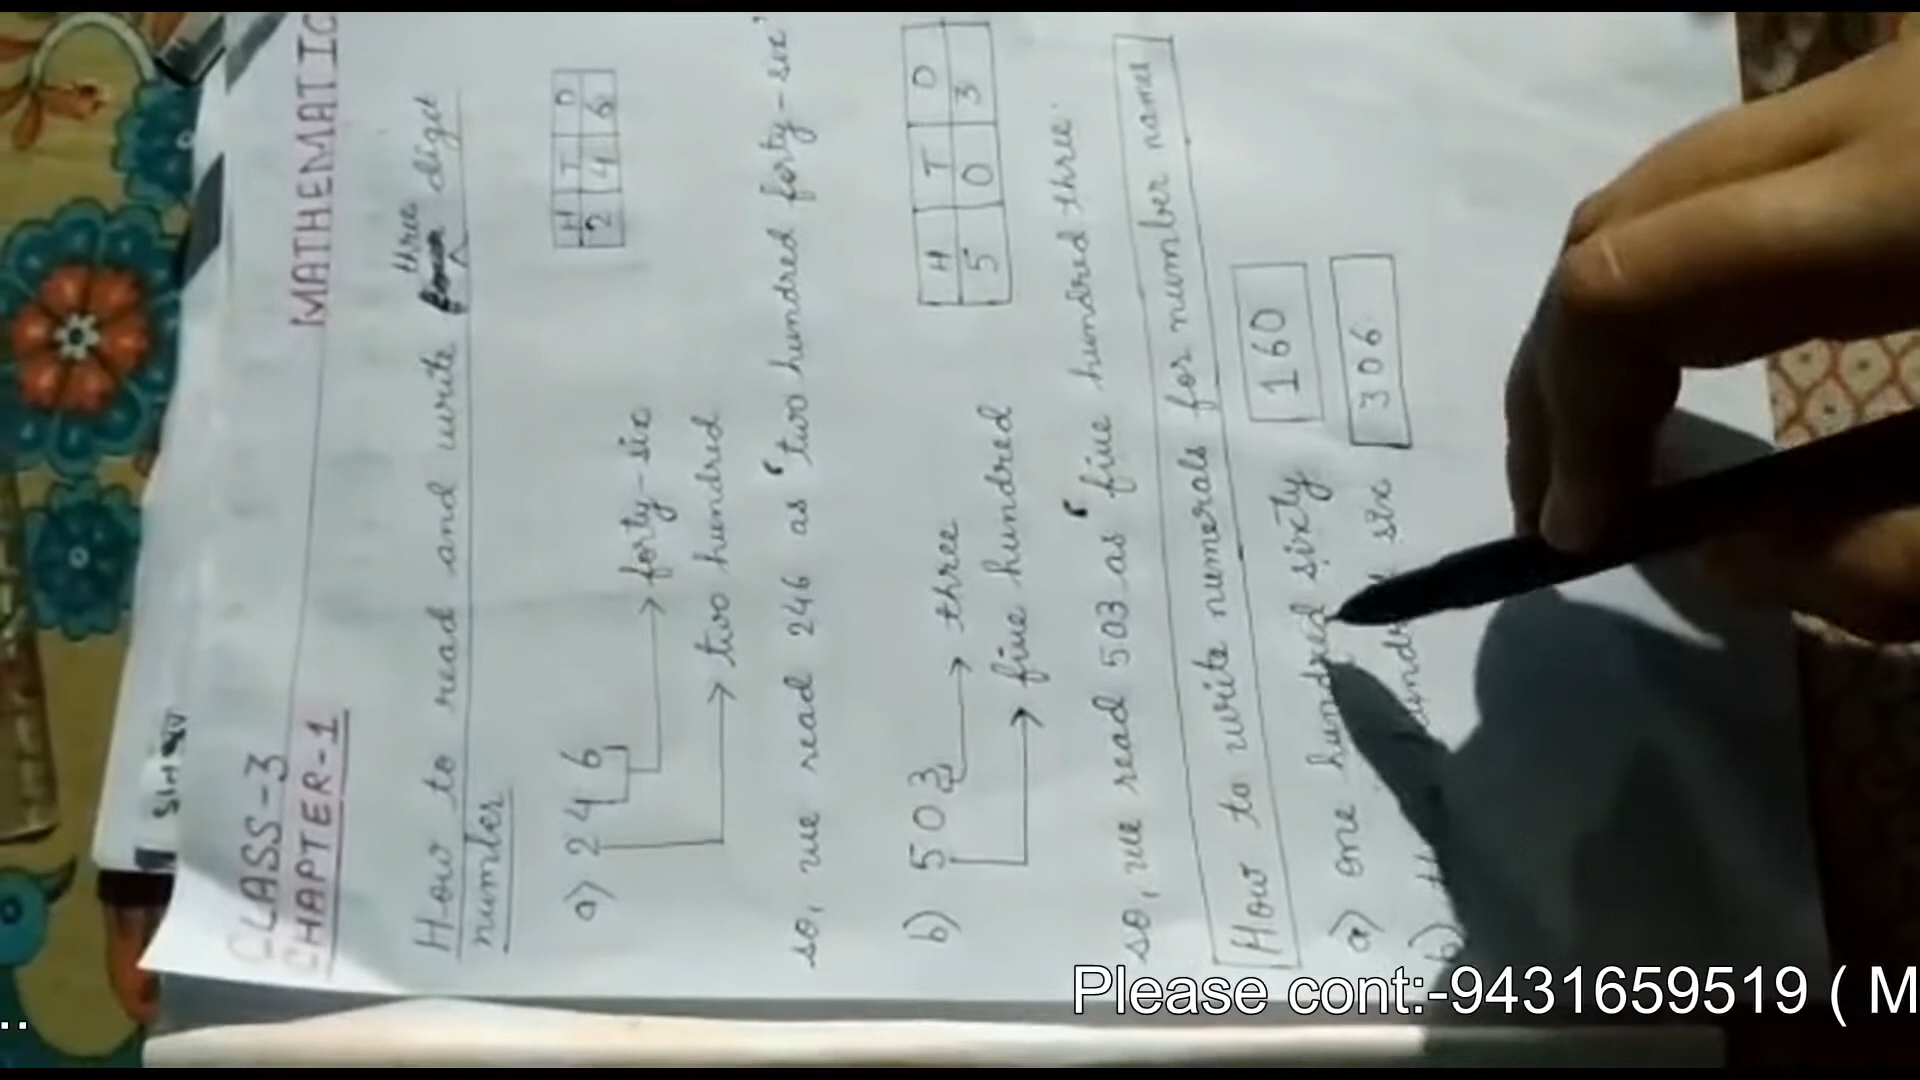 CLASS-3
MATHEMATIC
CHAPTER-1
How to read and write three digit
number
a) 246
forty-six
two hundred
H T O
2 4 6
so, we read 246 as "two hundred forty-six"
b) 503
three
five hundred
H T O
5 0 3
so, we read 503 as "five hundred three.
How to write numerals for number names
a) one hundred sixty 160
b) six 306
Please cont:-9431659519 ( M
..